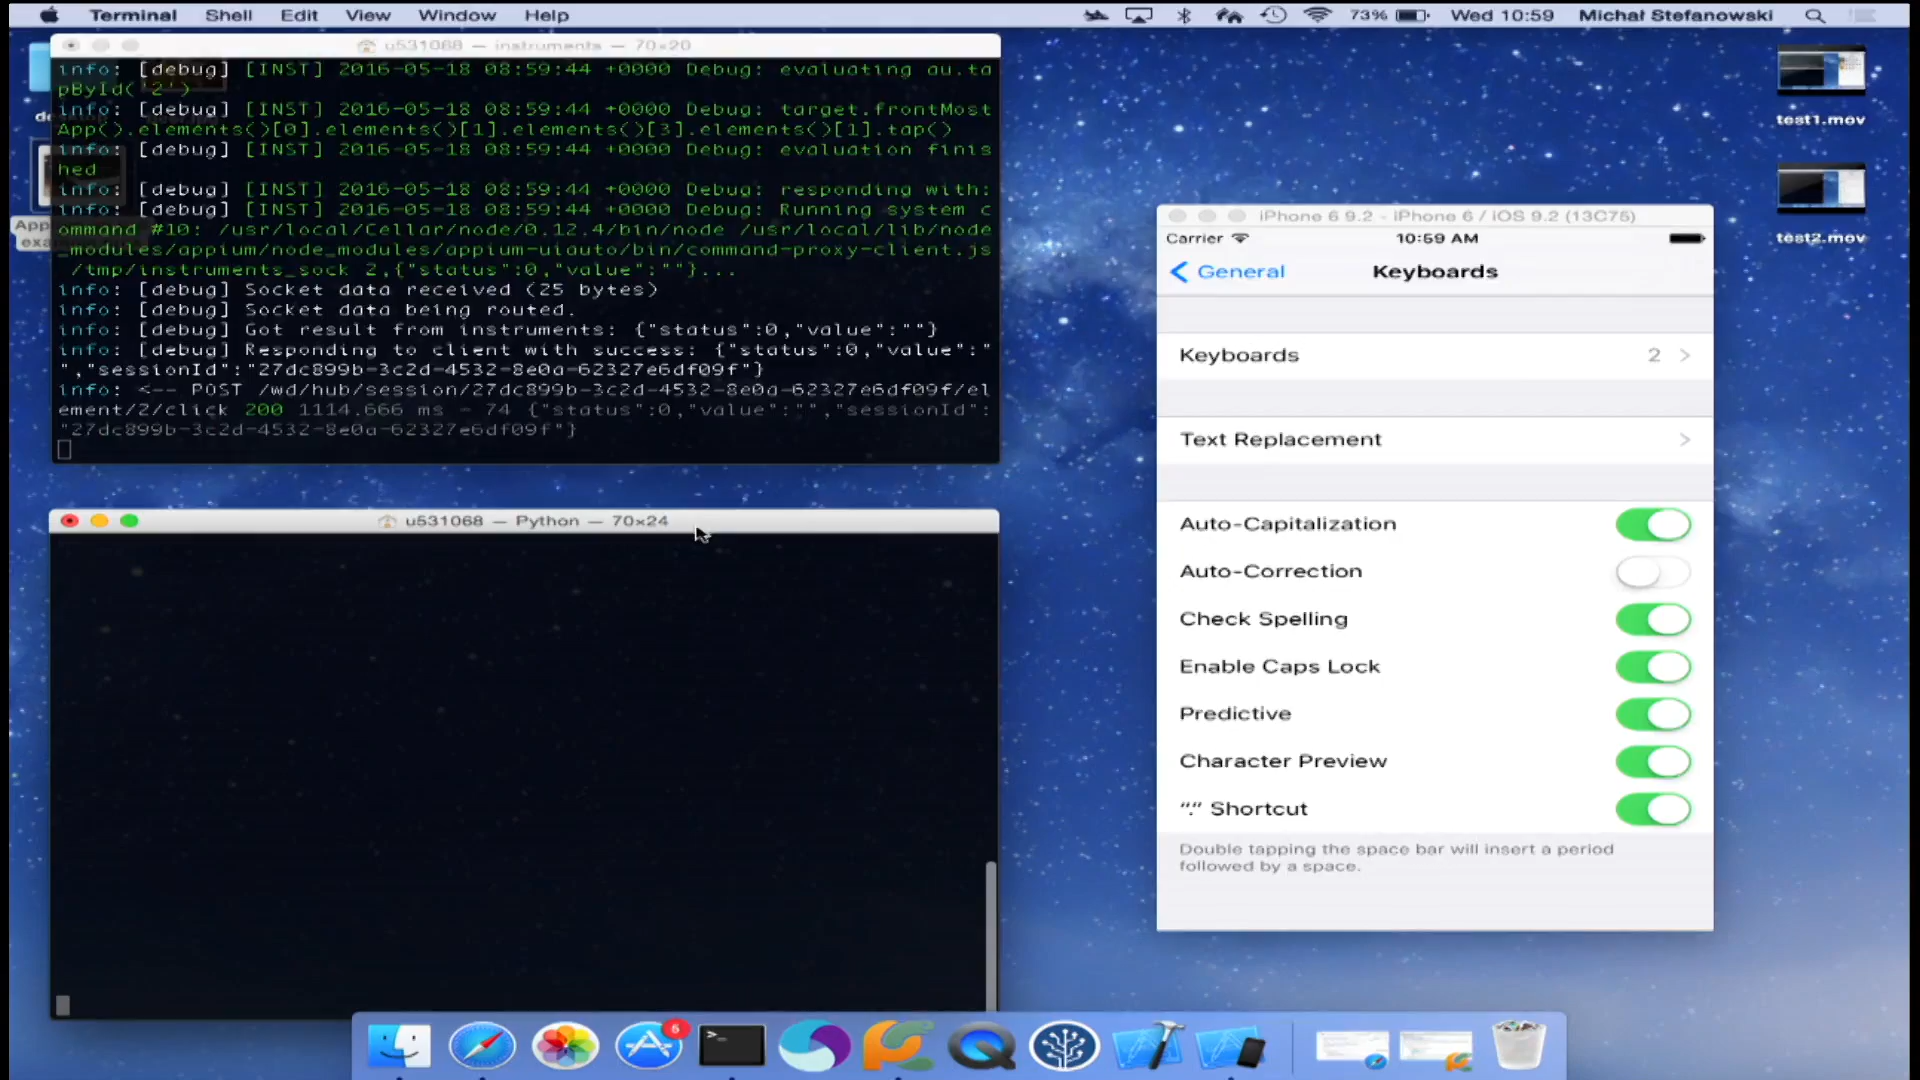 Terminal Shell Edit View Window Help 73% Wed 10:59 Michał Stefanowski
u531068 — instruments — 70×20
info: [debug] [INST] 2016-05-18 08:59:44 +0000 Debug: evaluating au.ta
pById('2')
info: [debug] [INST] 2016-05-18 08:59:44 +0000 Debug: target.frontMost
App().elements()[0].elements()[1].elements()[3].elements()[1].tap()
info: [debug] [INST] 2016-05-18 08:59:44 +0000 Debug: evaluation finis
hed
info: [debug] [INST] 2016-05-18 08:59:44 +0000 Debug: responding with:
info: [debug] [INST] 2016-05-18 08:59:44 +0000 Debug: Running system c
ommand #10: /usr/local/Cellar/node/0.12.4/bin/node /usr/local/lib/node
_modules/appium/node_modules/appium-uiauto/bin/command-proxy-client.js
/tmp/instruments_sock 2,{"status":0,"value":""}...
info: [debug] Socket data received (25 bytes)
info: [debug] Socket data being routed.
info: [debug] Got result from instruments: {"status":0,"value":""}
info: [debug] Responding to client with success: {"status":0,"value":"
","sessionId":"27dc899b-3c2d-4532-8e0a-62327e6df09f"}
info: <-- POST /wd/hub/session/27dc899b-3c2d-4532-8e0a-62327e6df09f/el
ement/2/click 200 1114.666 ms - 74 {"status":0,"value":"","sessionId":
"27dc899b-3c2d-4532-8e0a-62327e6df09f"}
u531068 — Python — 70×24
test1.mov
test2.mov
iPhone 6 9.2 - iPhone 6 / iOS 9.2 (13C75)
Carrier 10:59 AM
General Keyboards
Keyboards 2
Text Replacement
Auto-Capitalization
Auto-Correction
Check Spelling
Enable Caps Lock
Predictive
Character Preview
“.” Shortcut
Double tapping the space bar will insert a period
followed by a space.
6